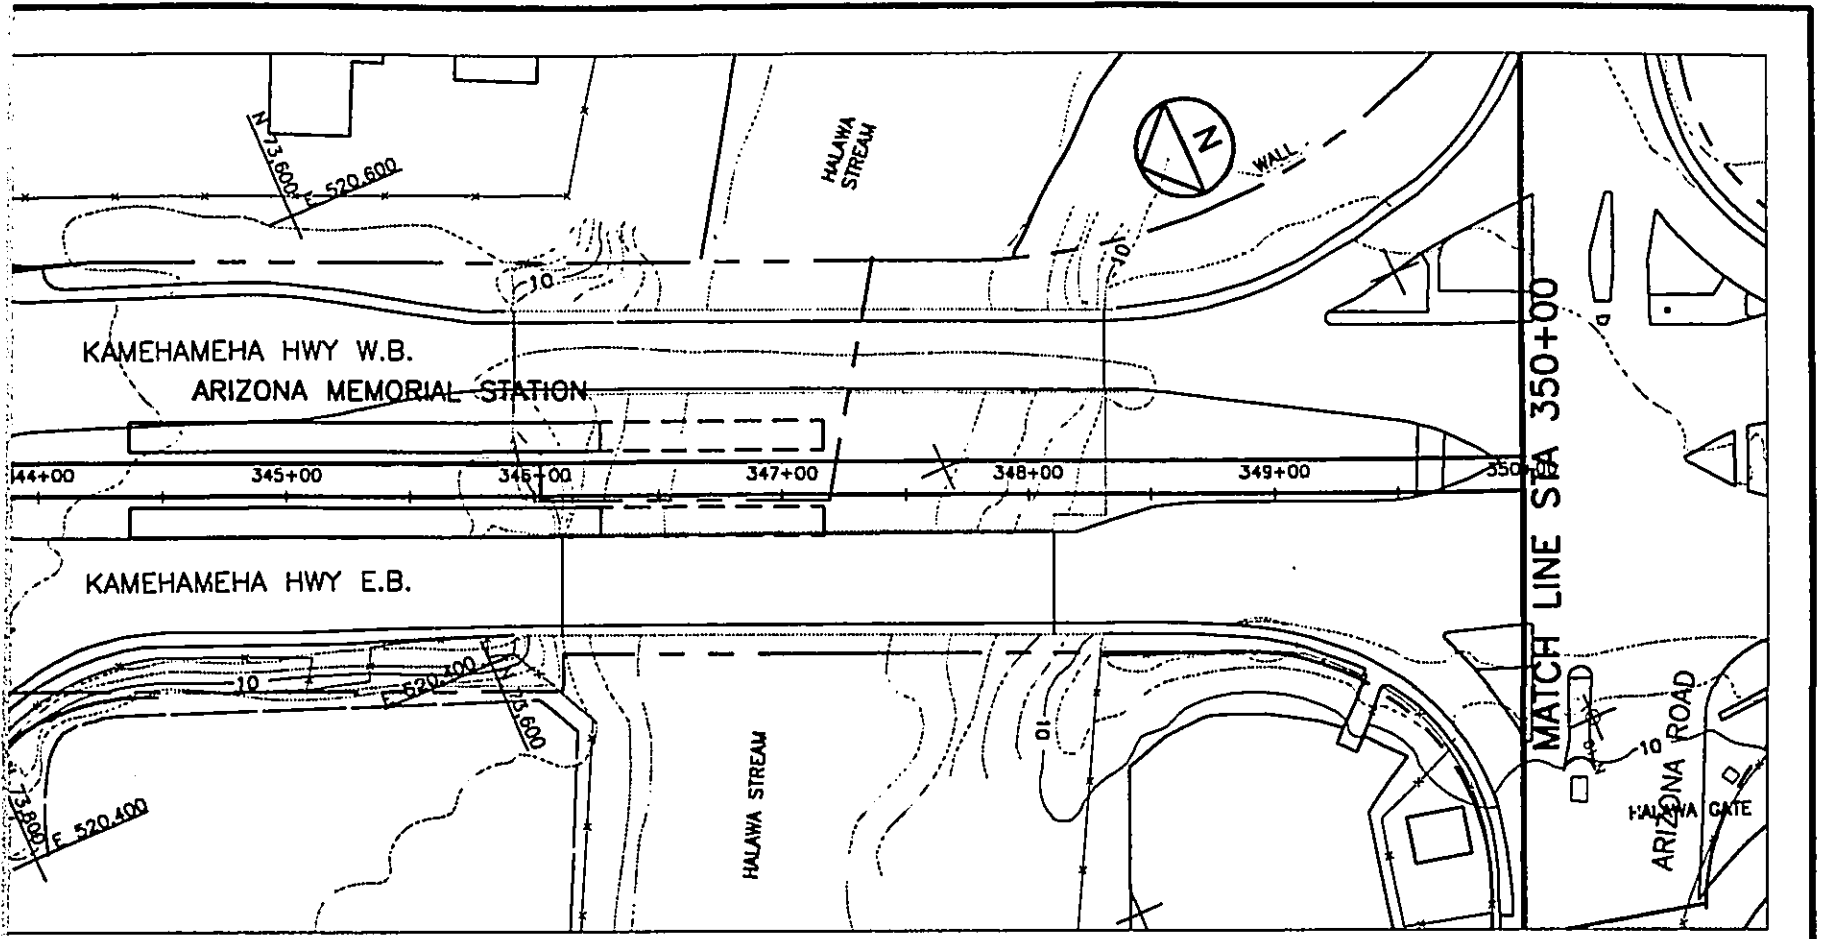 N 73,600
E 520,600
HALAWA
STREAM
N
WALL
10
10
KAMEHAMEHA HWY W.B.
ARIZONA MEMORIAL STATION
344+00
345+00
346+00
347+00
348+00
349+00
350+00
MATCH LINE STA 350+00
KAMEHAMEHA HWY E.B.
10
E 520,400
N 73,600
10
HALAWA STREAM
73,800
E 520,400
10
ARIZONA ROAD
HALAWA GATE